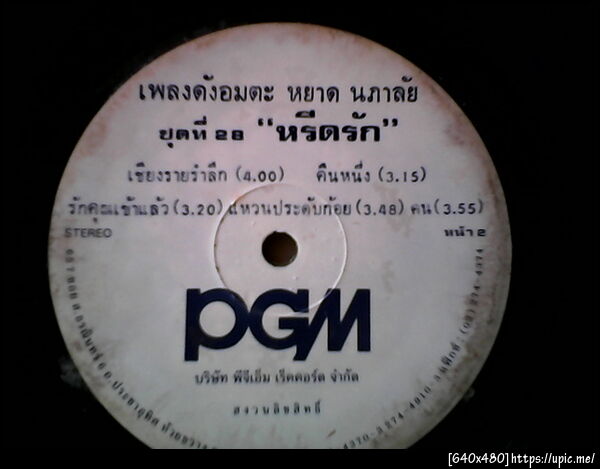 เพลงดังอมตะ หยาด นภาลัย
ชุดที่ ๒๘ "หรีดรัก"
เชียงรายรำลึก (4.00) คืนหนึ่ง (3.15)
รักคุณเข้าแล้ว (3.20) แหวนประดับก้อย (3.48) คน (3.55)
STEREO หน้า ๒
PGM
บริษัท พีจีเอ็ม เร็คคอร์ด จำกัด
สงวนลิขสิทธิ์
[640x480]https://upic.me/